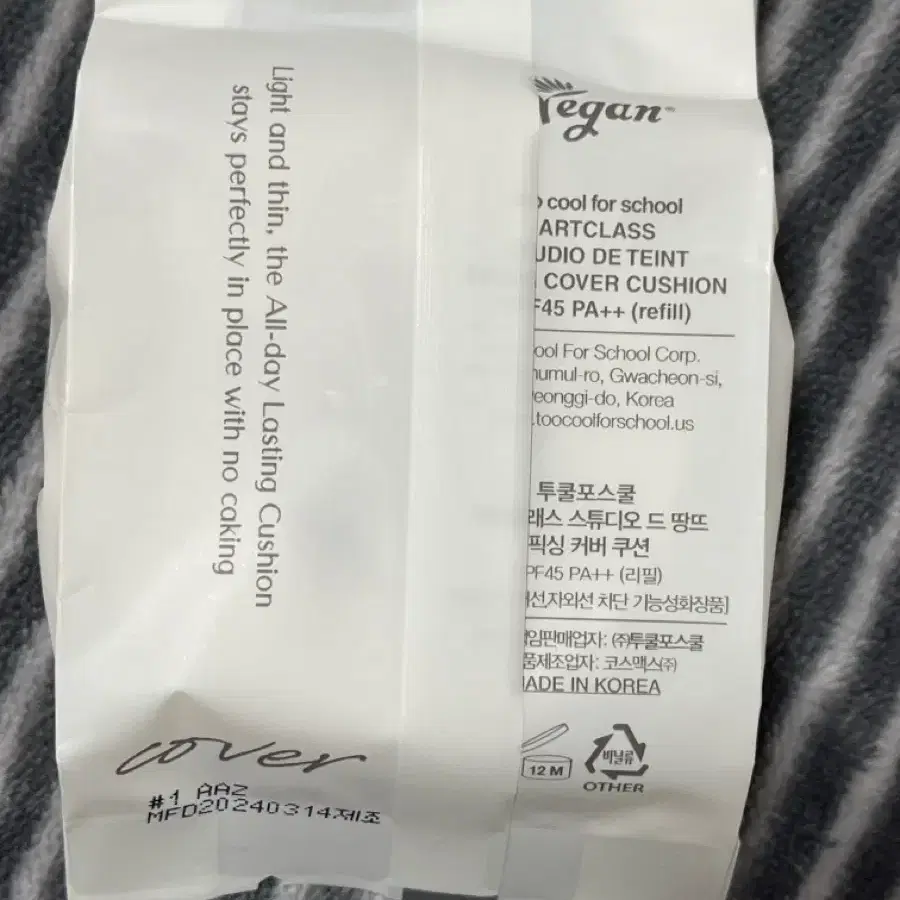 Light and thin, the All-day Lasting Cushion
stays perfectly in place with no caking
cover
#1 AAZ
MFD20240314제조
Vegan
cool for school
ARTCLASS
UDIO DE TEINT
COVER CUSHION
F45 PA++ (refill)
ool For School Corp.
umul-ro, Gwacheon-si,
eonggi-do, Korea
.toocoolforschool.us
투쿨포스쿨
래스 스튜디오 드 땅뜨
픽싱 커버 쿠션
PF45 PA++ (리필)
선,자외선 차단 기능성화장품]
임판매업자: (주)투쿨포스쿨
품제조업자: 코스맥스(주)
ADE IN KOREA
12 M
비닐류
OTHER